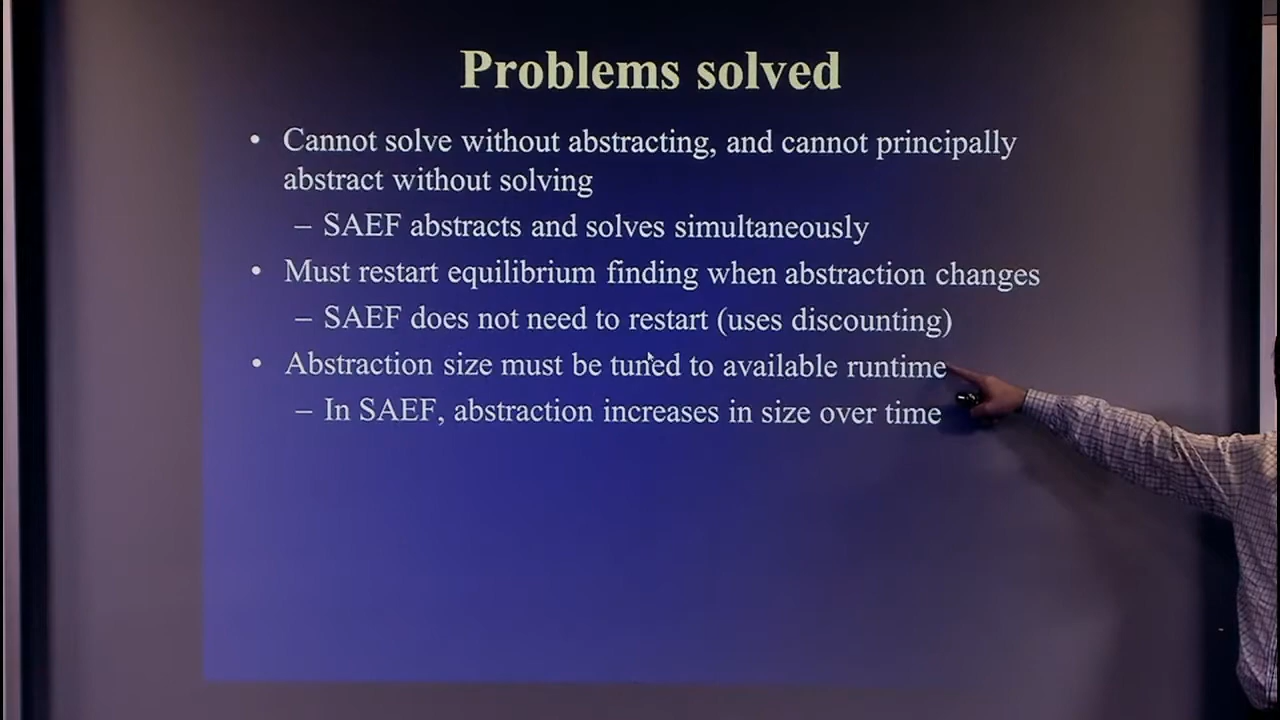 Problems solved
• Cannot solve without abstracting, and cannot principally
abstract without solving
– SAEF abstracts and solves simultaneously
• Must restart equilibrium finding when abstraction changes
– SAEF does not need to restart (uses discounting)
• Abstraction size must be tuned to available runtime
– In SAEF, abstraction increases in size over time